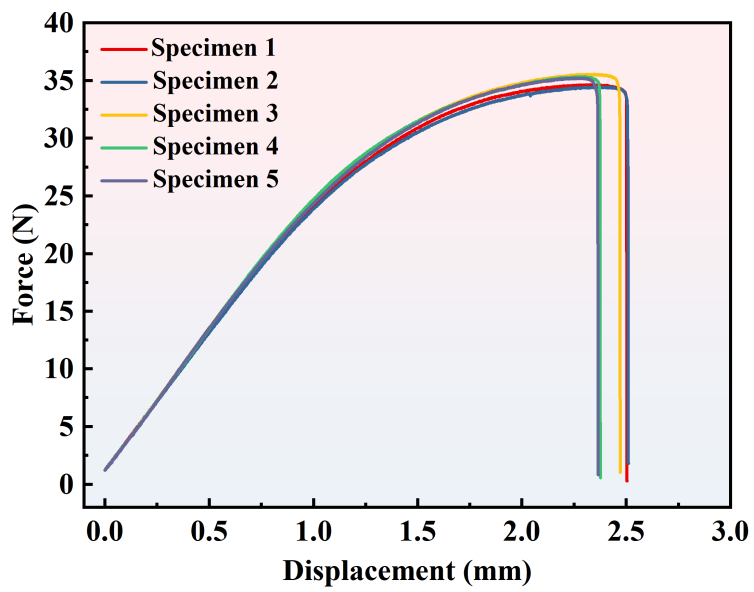 40
35
30
25
20
15
10
5
0
Force (N)
Specimen 1
Specimen 2
Specimen 3
Specimen 4
Specimen 5
0.0 0.5 1.0 1.5 2.0 2.5 3.0
Displacement (mm)